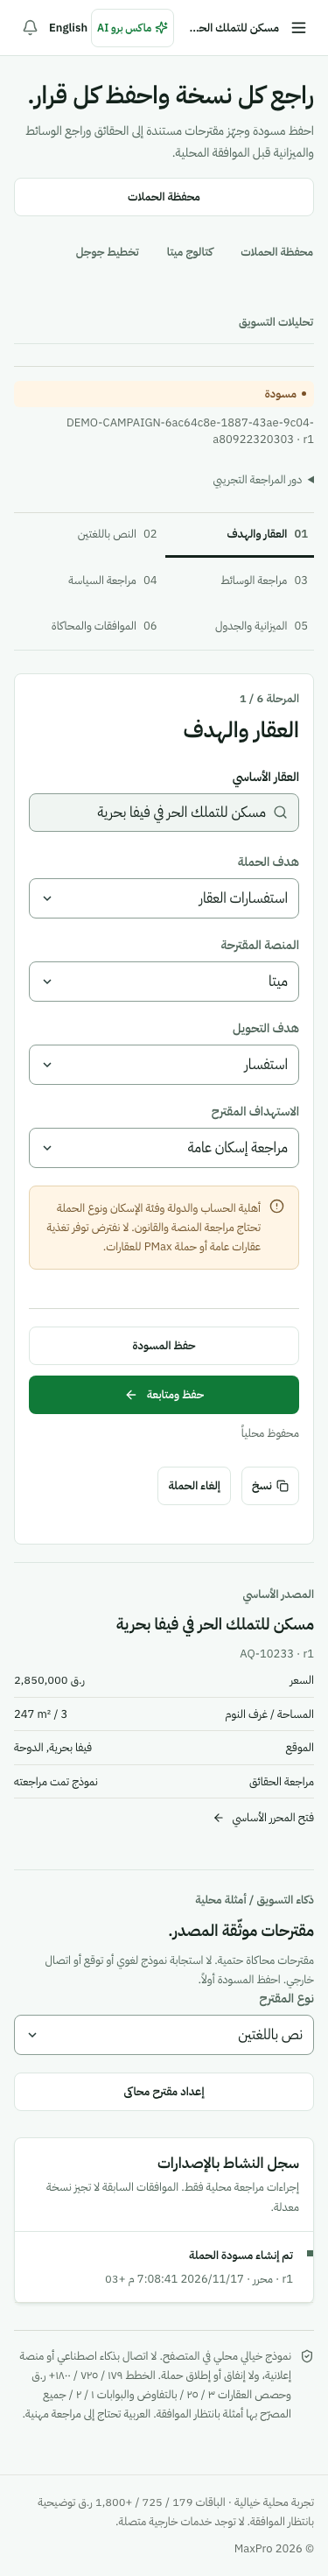 مسكن للتملك الحـ...
ماكس برو AI
English
راجع كل نسخة واحفظ كل قرار.
احفظ مسودة وجهّز مقترحات مستندة إلى الحقائق وراجع الوسائط
والميزانية قبل الموافقة المحلية.
محفظة الحملات
محفظة الحملات
كتالوج ميتا
تخطيط جوجل
تحليلات التسويق
• مسودة
DEMO-CAMPAIGN-6ac64c8e-1887-43ae-9c04-
a80922320303 · r1
◀ دور المراجعة التجريبي
01 العقار والهدف
02 النص باللغتين
03 مراجعة الوسائط
04 مراجعة السياسة
05 الميزانية والجدول
06 الموافقات والمحاكاة
المرحلة 6 / 1
العقار والهدف
العقار الأساسي
مسكن للتملك الحر في فيفا بحرية
هدف الحملة
استفسارات العقار
المنصة المقترحة
ميتا
هدف التحويل
استفسار
الاستهداف المقترح
مراجعة إسكان عامة
أهلية الحساب والدولة وفئة الإسكان ونوع الحملة
تحتاج مراجعة المنصة والقانون. لا نفترض توفر تغذية
عقارات عامة أو حملة PMax للعقارات.
حفظ المسودة
حفظ ومتابعة
محفوظ محلياً
نسخ
إلغاء الحملة
المصدر الأساسي
مسكن للتملك الحر في فيفا بحرية
AQ-10233 · r1
السعر
2,850,000 ر.ق
المساحة / غرف النوم
247 m² / 3
الموقع
فيفا بحرية, الدوحة
مراجعة الحقائق
نموذج تمت مراجعته
فتح المحرر الأساسي
ذكاء التسويق / أمثلة محلية
مقترحات موثّقة المصدر.
مقترحات محاكاة حتمية. لا استجابة نموذج لغوي أو توقع أو اتصال
خارجي. احفظ المسودة أولاً.
نوع المقترح
نص باللغتين
إعداد مقترح محاكى
سجل النشاط بالإصدارات
إجراءات مراجعة محلية فقط. الموافقات السابقة لا تجيز نسخة
معدلة.
تم إنشاء مسودة الحملة
r1 · محرر · 2026/11/17 7:08:41 م +03
نموذج خيالي محلي في المتصفح. لا اتصال بذكاء اصطناعي أو منصة
إعلانية، ولا إنفاق أو إطلاق حملة. الخطط ١٧٩ / ٧٢٥ / ١٨٠٠+ ر.ق
وحصص العقارات ٣ / ٢٥ / بالتفاوض والبوابات ١ / ٢ / جميع
المصرّح بها أمثلة بانتظار الموافقة. العربية تحتاج إلى مراجعة مهنية.
تجربة محلية خيالية · الباقات 179 / 725 / +1,800 ر.ق توضيحية
بانتظار الموافقة. لا توجد خدمات خارجية متصلة.
© 2026 MaxPro